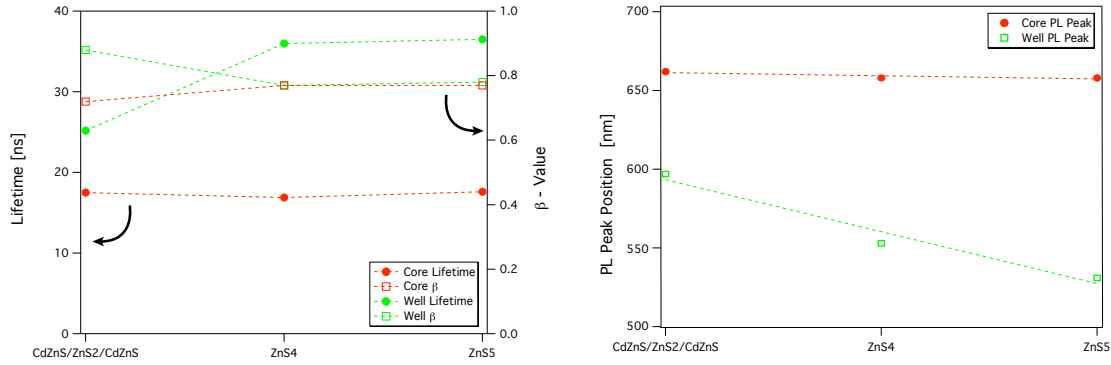 40
30
20
10
0
Lifetime [ns]
1.0
0.8
0.6
0.4
0.2
0.0
β - Value
Core Lifetime
Core β
Well Lifetime
Well β
CdZnS/ZnS2/CdZnS
ZnS4
ZnS5
700
650
600
550
500
PL Peak Position [nm]
Core PL Peak
Well PL Peak
CdZnS/ZnS2/CdZnS
ZnS4
ZnS5